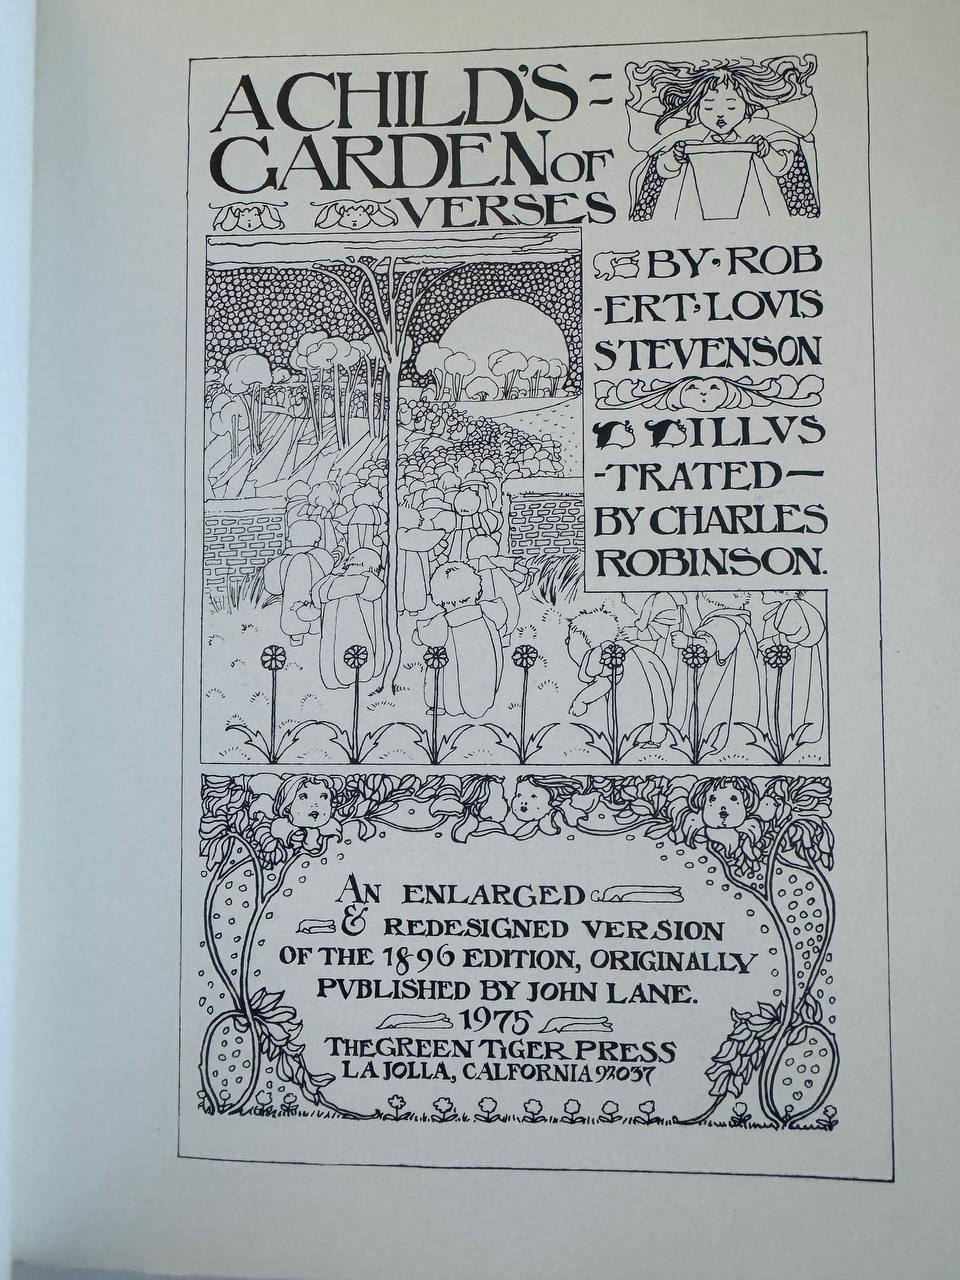 A CHILD'S =
GARDEN OF
VERSES
BY · ROB
-ERT, LOVIS
STEVENSON
ILLVS
-TRATED—
BY CHARLES
ROBINSON.
AN ENLARGED
& REDESIGNED VERSION
OF THE 1896 EDITION, ORIGINALLY
PVBLISHED BY JOHN LANE.
1975
THE GREEN TiGER PRESS
LA JOLLA, CALFORNIA 92037